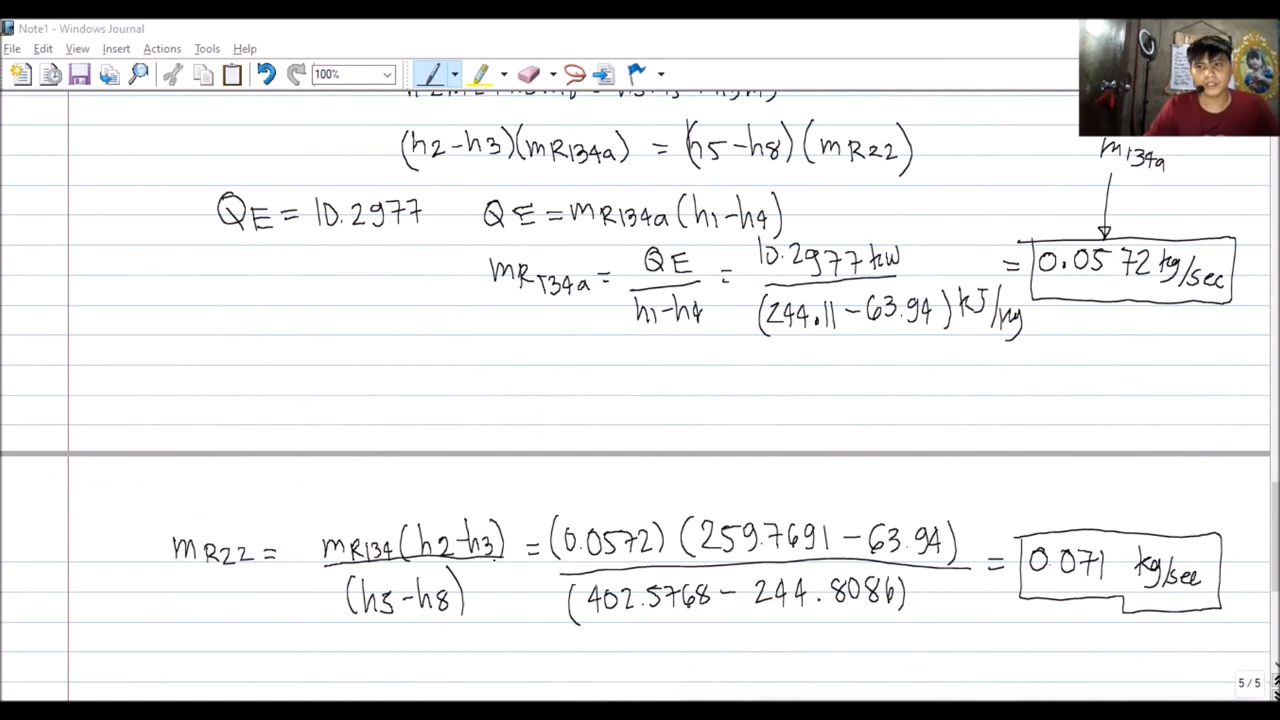 Note1 - Windows Journal
File Edit View Insert Actions Tools Help
100%
(h2-h3)(mR134a) = (h5-h8)(mR22)
m134a
QE = 10.2977 QE = mR134a(h1-h4)
mR134a = QE / h1-h4 = 10.2977 kW / (244.11 - 63.94) kJ/kg = 0.0572 kg/sec
mR22 = mR134(h2-h3) / (h5-h8) = (0.0572)(259.7691 - 63.94) / (402.5768 - 244.8086) = 0.071 kg/sec
5/5